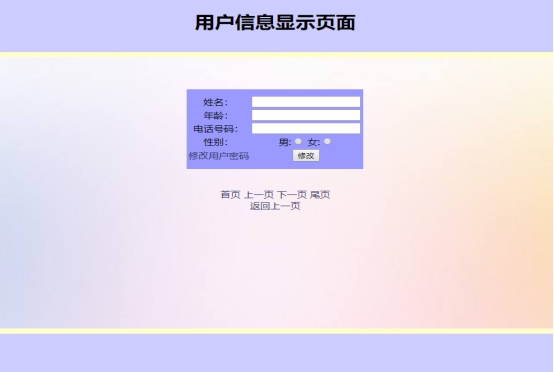 用户信息显示页面
姓名:
年龄:
电话号码:
性别: 男: 女:
修改用户密码 修改
首页 上一页 下一页 尾页
返回上一页